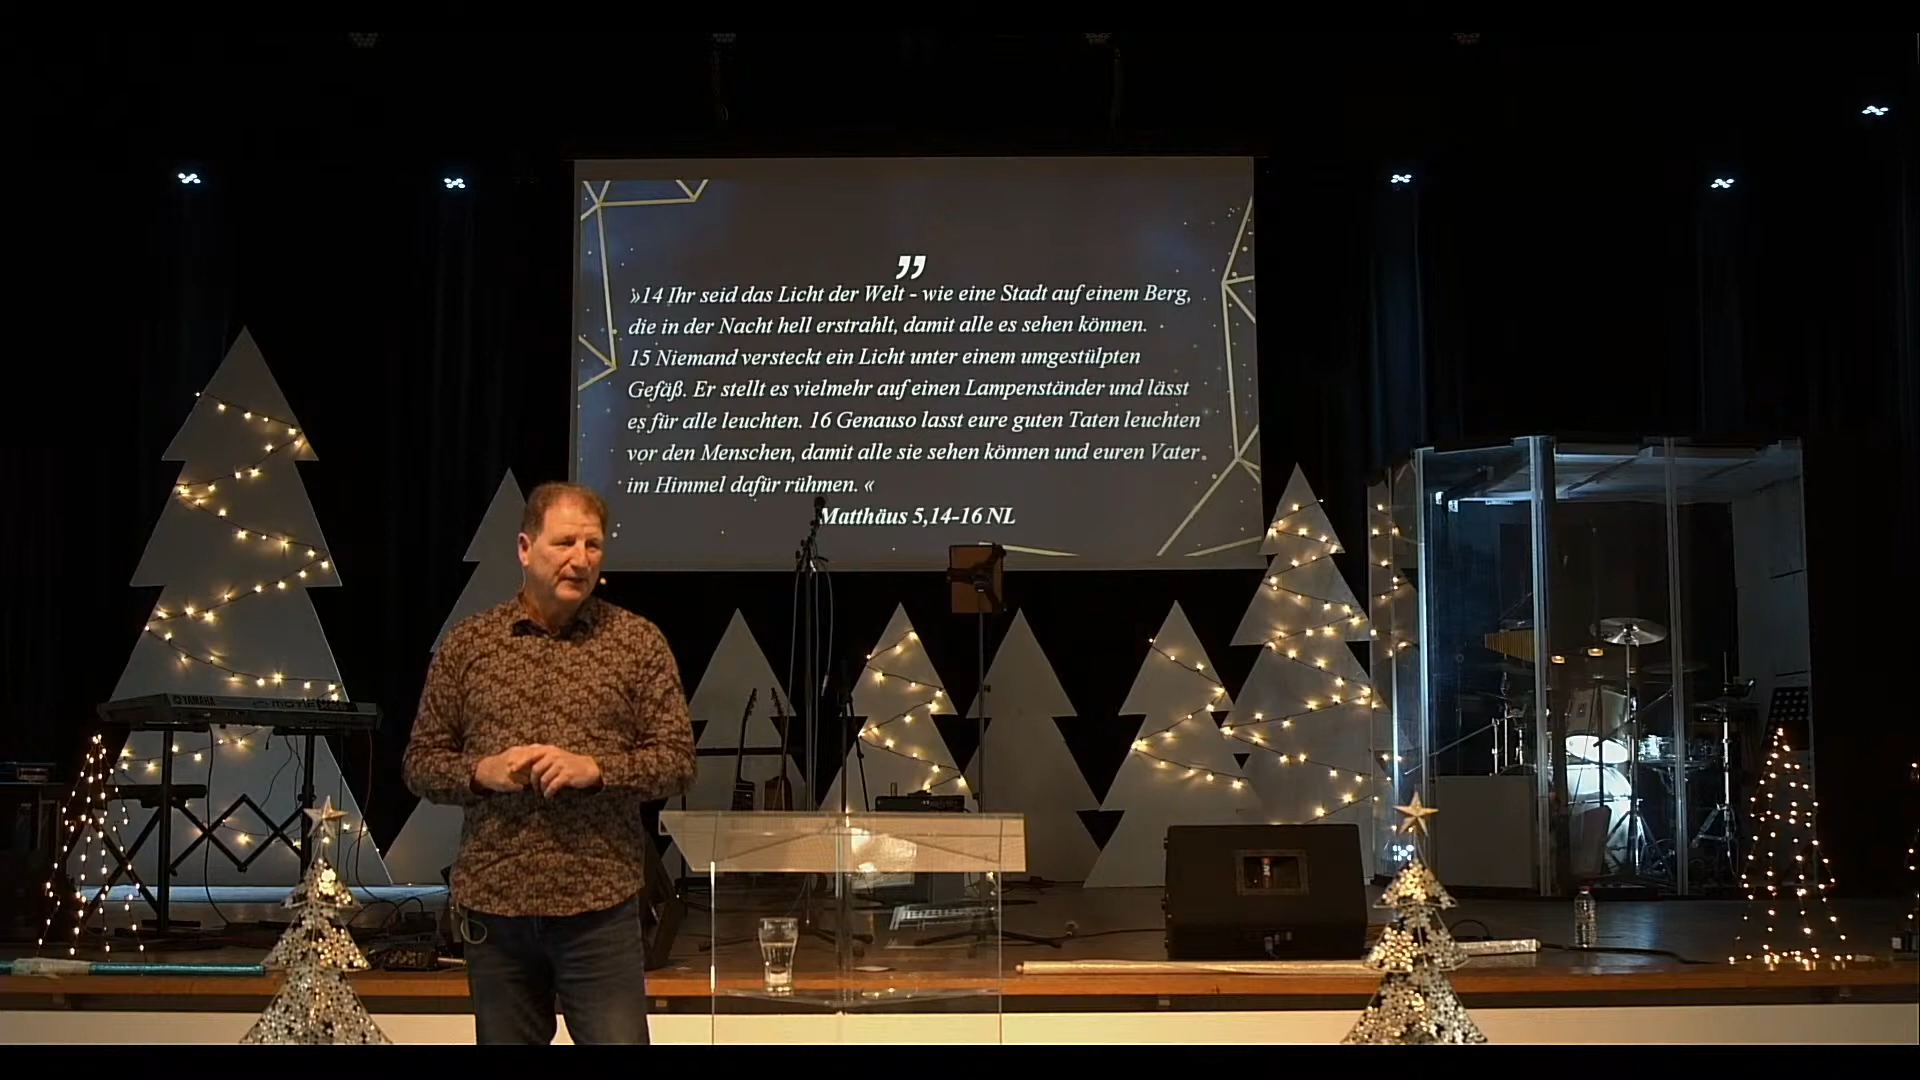 ”
»14 Ihr seid das Licht der Welt - wie eine Stadt auf einem Berg,
die in der Nacht hell erstrahlt, damit alle es sehen können.
15 Niemand versteckt ein Licht unter einem umgestülpten
Gefäß. Er stellt es vielmehr auf einen Lampenständer und lässt
es für alle leuchten. 16 Genauso lasst eure guten Taten leuchten
vor den Menschen, damit alle sie sehen können und euren Vater
im Himmel dafür rühmen. «
Matthäus 5,14-16 NL
YAMAHA